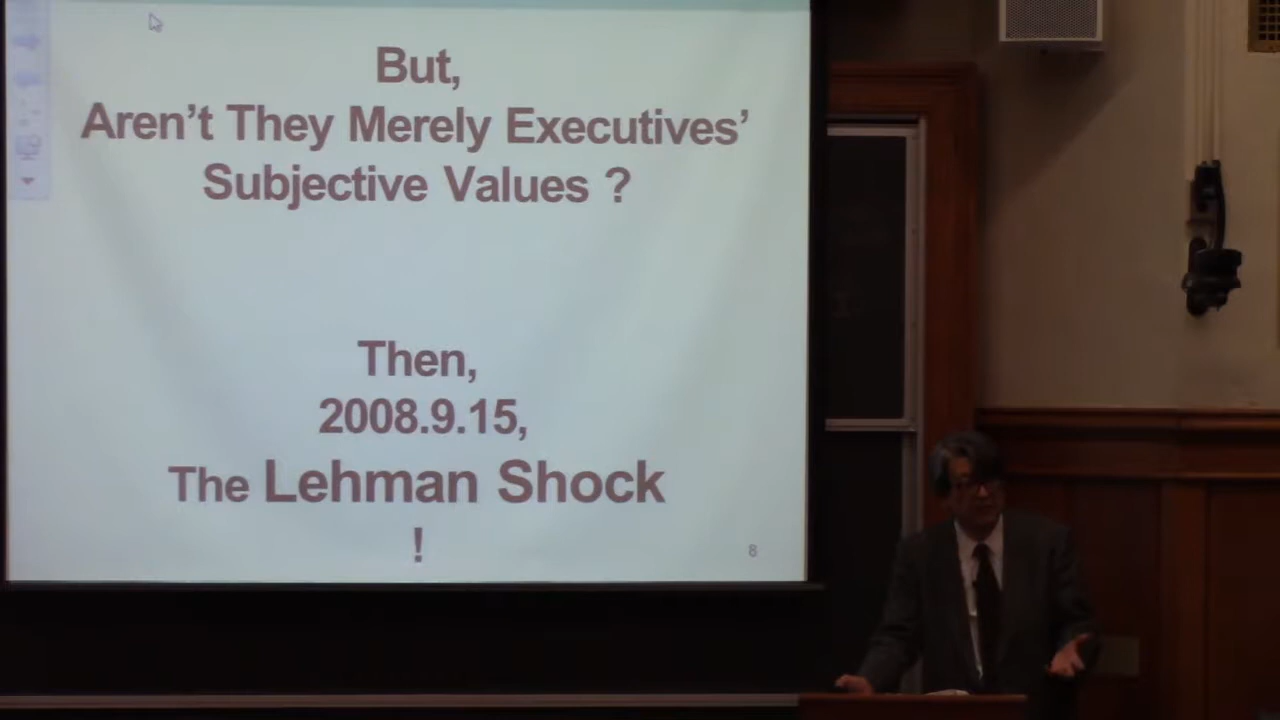 But,
Aren’t They Merely Executives’
Subjective Values ?
Then,
2008.9.15,
The Lehman Shock
!
8